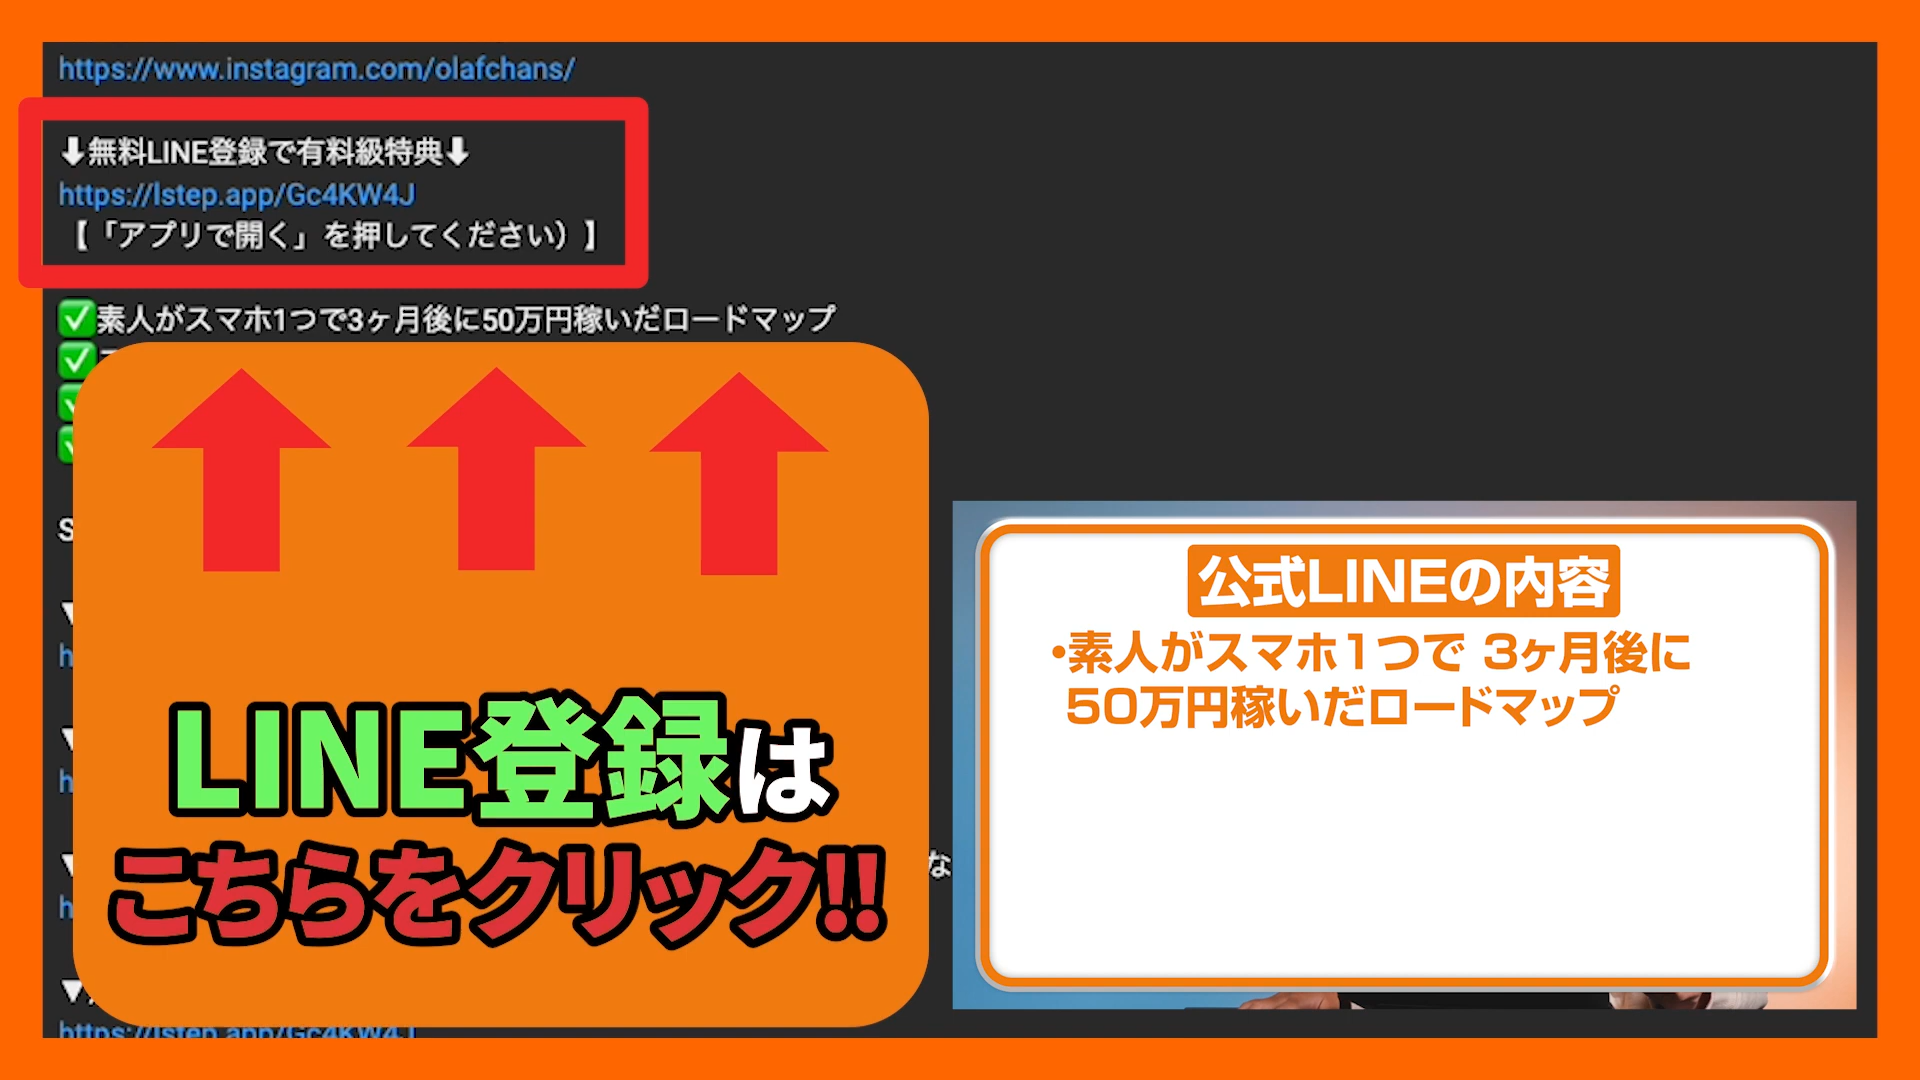 https://www.instagram.com/olafchans/
⬇無料LINE登録で有料級特典⬇
https://lstep.app/Gc4KW4J
【「アプリで開く」を押してください）】
✅素人がスマホ1つで3ヶ月後に50万円稼いだロードマップ
LINE登録は
こちらをクリック!!
な
公式LINEの内容
•素人がスマホ1つで 3ヶ月後に
50万円稼いだロードマップ
https://lstep.app/Gc4KW4J